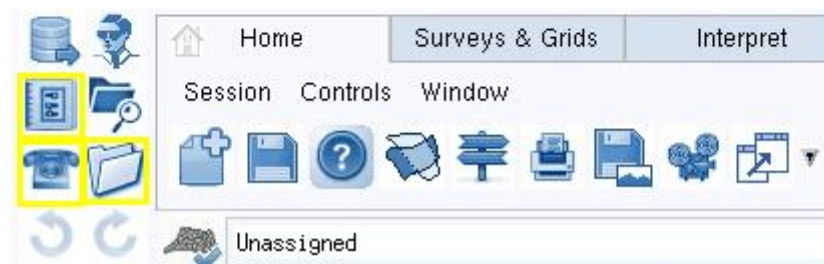 Home Surveys & Grids Interpret
Session Controls Window
Unassigned